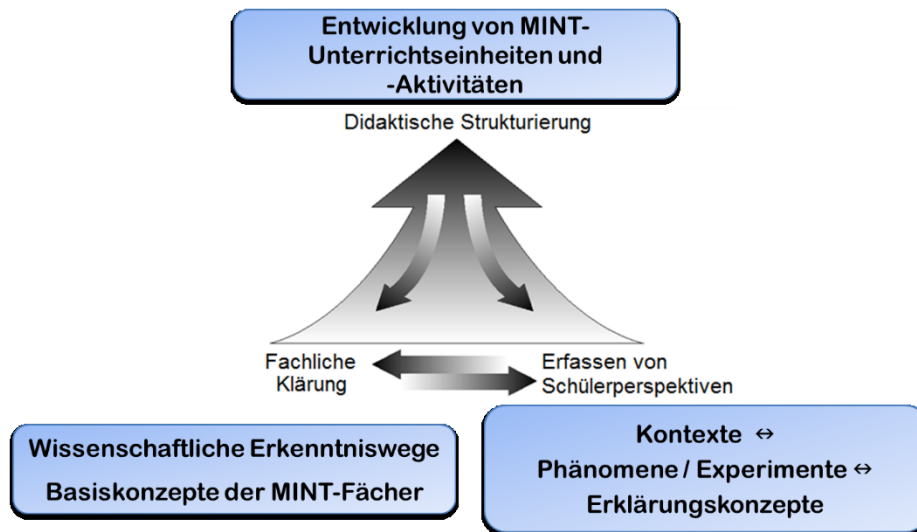 Entwicklung von MINT-
Unterrichtseinheiten und
-Aktivitäten
Didaktische Strukturierung
Fachliche
Klärung
Erfassen von
Schülerperspektiven
Wissenschaftliche Erkenntniswege
Basiskonzepte der MINT-Fächer
Kontexte ↔
Phänomene / Experimente ↔
Erklärungskonzepte